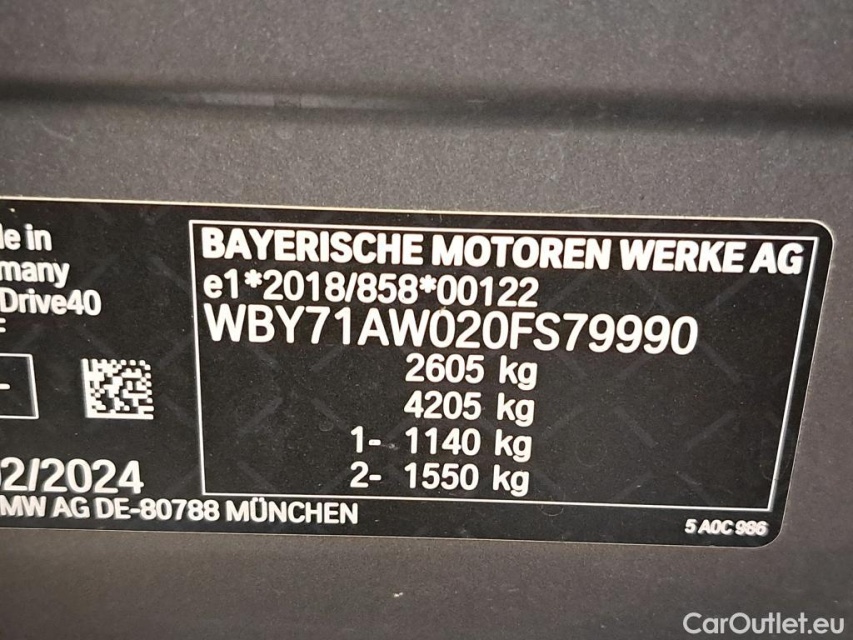 le in
many
Drive40
F
BAYERISCHE MOTOREN WERKE AG
e1*2018/858*00122
WBY71AW020FS79990
2605 kg
4205 kg
1- 1140 kg
2- 1550 kg
02/2024
MW AG DE-80788 MÜNCHEN
5 A0C 986
CarOutlet.eu